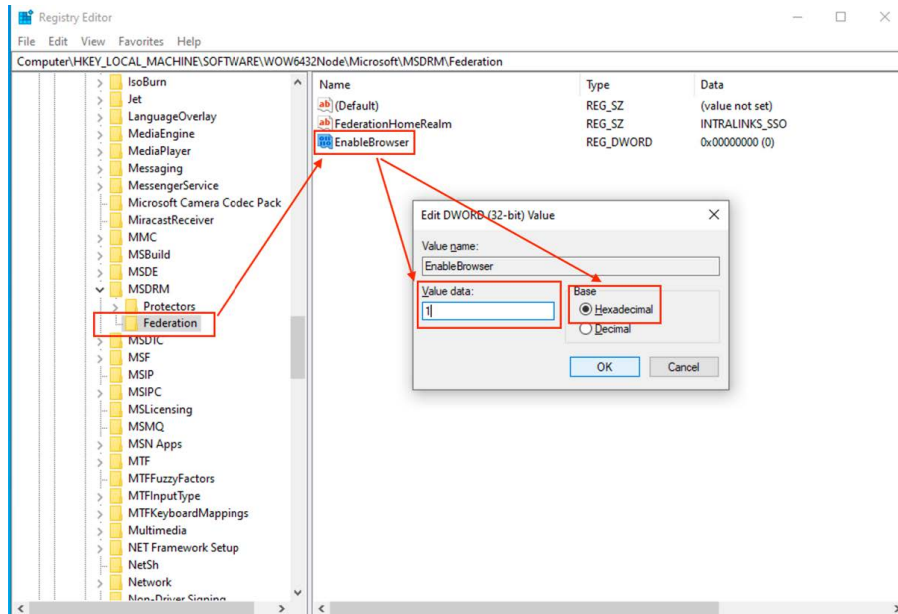 Registry Editor
File Edit View Favorites Help
Computer\HKEY_LOCAL_MACHINE\SOFTWARE\WOW6432Node\Microsoft\MSDRM\Federation
IsoBurn
Jet
LanguageOverlay
MediaEngine
MediaPlayer
Messaging
MessengerService
Microsoft Camera Codec Pack
MiracastReceiver
MMC
MSBuild
MSDE
MSDRM
Protectors
Federation
MSDTC
MSF
MSIP
MSIPC
MSLicensing
MSMQ
MSN Apps
MTF
MTFFuzzyFactors
MTFInputType
MTFKeyboardMappings
Multimedia
NET Framework Setup
NetSh
Network
Non-Driver Signing
Name Type Data
(Default) REG_SZ (value not set)
FederationHomeRealm REG_SZ INTRALINKS_SSO
EnableBrowser REG_DWORD 0x00000000 (0)
Edit DWORD (32-bit) Value
Value name:
EnableBrowser
Value data:
1
Base
Hexadecimal
Decimal
OK Cancel